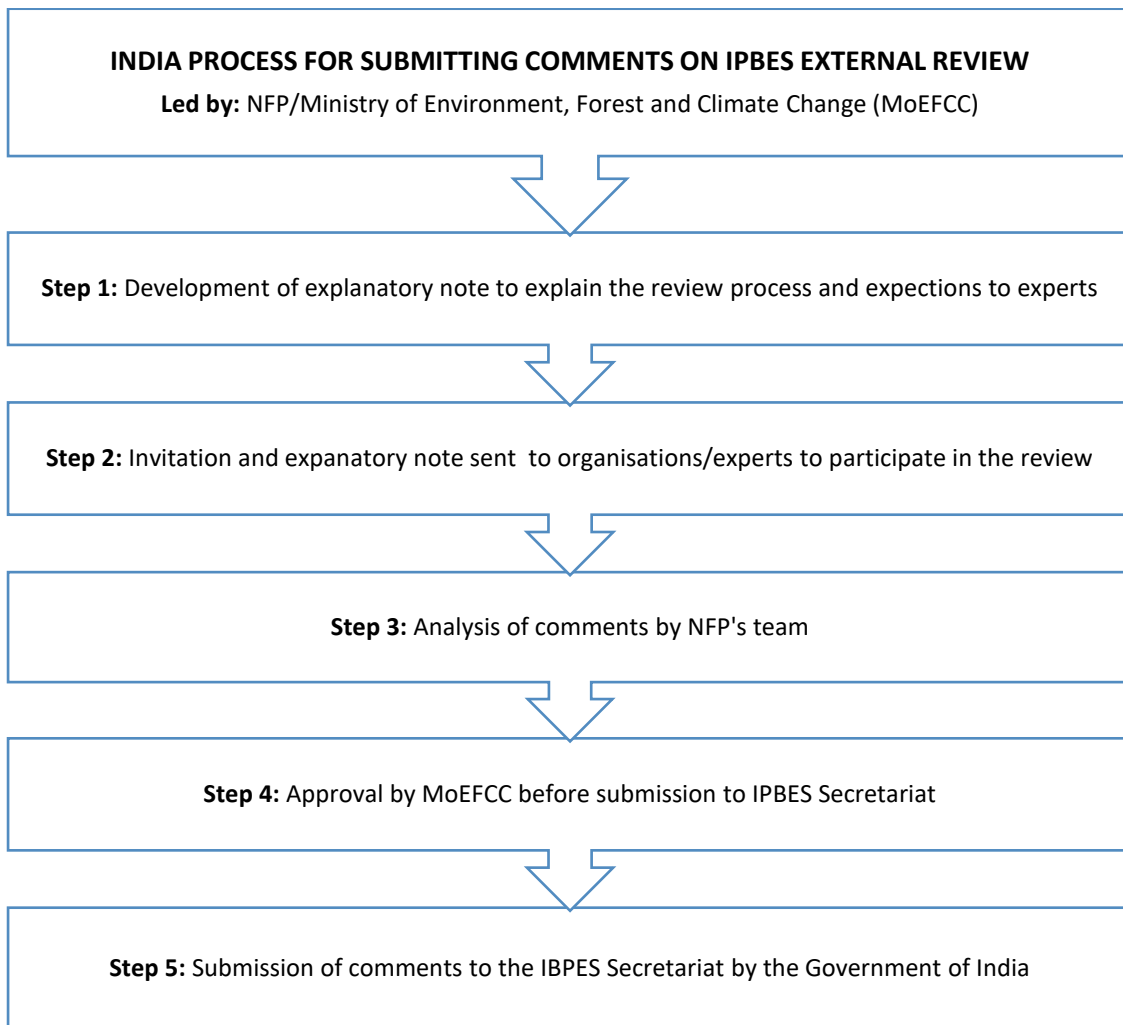 INDIA PROCESS FOR SUBMITTING COMMENTS ON IPBES EXTERNAL REVIEW
Led by: NFP/Ministry of Environment, Forest and Climate Change (MoEFCC)
Step 1: Development of explanatory note to explain the review process and expections to experts
Step 2: Invitation and expanatory note sent  to organisations/experts to participate in the review
Step 3: Analysis of comments by NFP's team
Step 4: Approval by MoEFCC before submission to IPBES Secretariat
Step 5: Submission of comments to the IBPES Secretariat by the Government of India